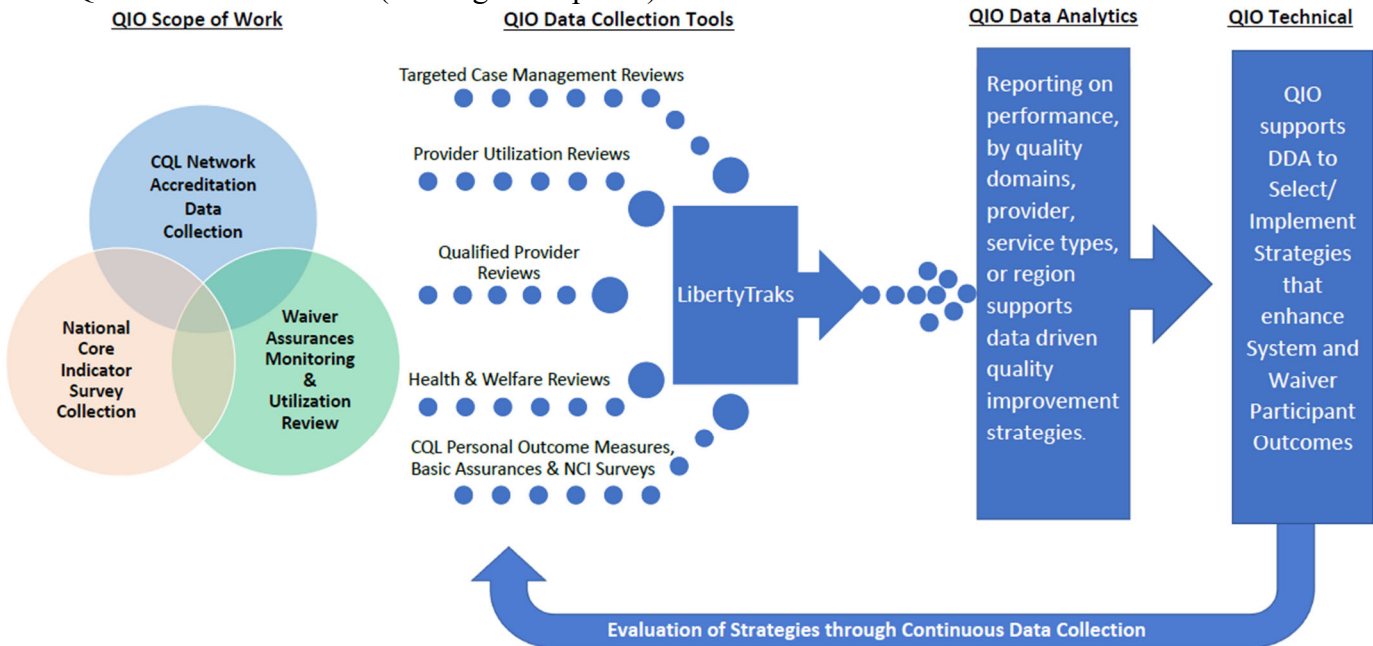 QIO Scope of Work
QIO Data Collection Tools
QIO Data Analytics
QIO Technical
CQL Network
Accreditation
Data
Collection
National
Core
Indicator
Survey
Collection
Waiver
Assurances
Monitoring
&
Utilization
Review
Targeted Case Management Reviews
Provider Utilization Reviews
Qualified Provider
Reviews
Health & Welfare Reviews
CQL Personal Outcome Measures,
Basic Assurances & NCI Surveys
LibertyTraks
Reporting on
performance,
by quality
domains,
provider,
service types,
or region
supports
data driven
quality
improvement
strategies.
QIO
supports
DDA to
Select/
Implement
Strategies
that
enhance
System and
Waiver
Participant
Outcomes
Evaluation of Strategies through Continuous Data Collection